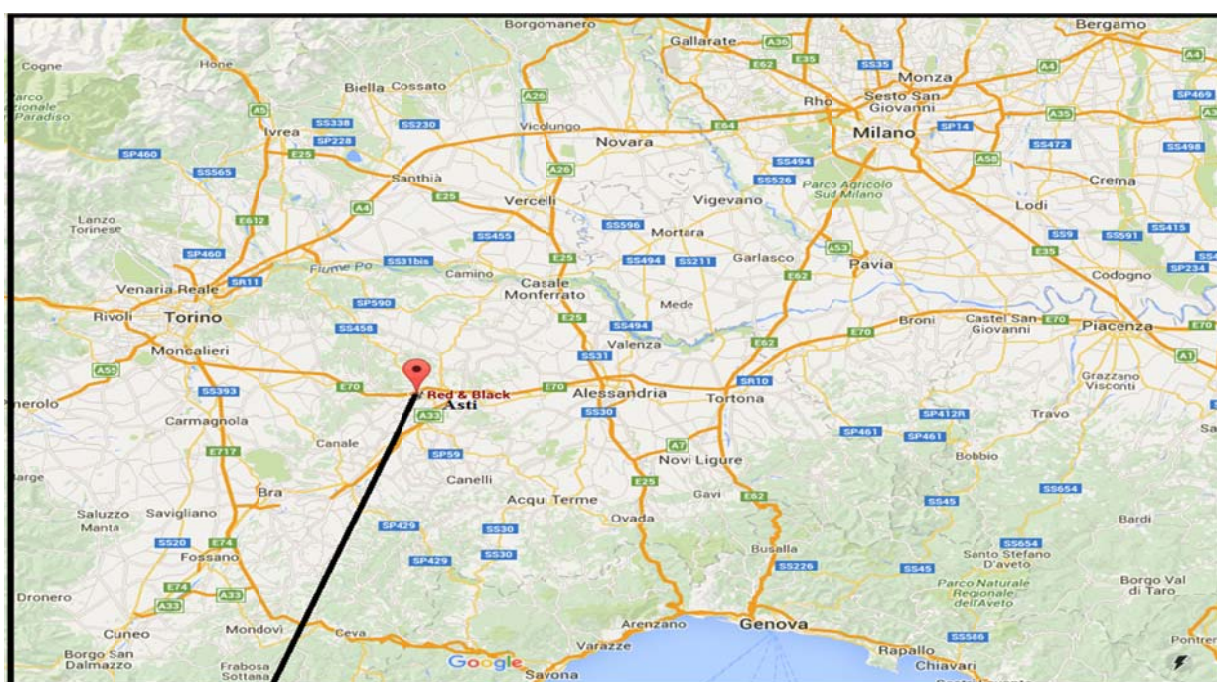 Borgomanero
Bergamo
Gallarate
A36
E35
E62
SS35
A4
A4
Cogne
Hone
Monza
Biella
Cossato
A26
Rho
Sesto San
Giovanni
SP469
Parco
A5
Ivrea
SS338
SS230
Vicolungo
E64
Milano
SP14
A35
SP228
Novara
SP460
E25
SS565
Santhià
A26
SS494
A58
SS472
SS498
SS526
Parco Agricolo
Sud Milano
Crema
E25
Vercelli
Vigevano
Lodi
Lanzo
Torinese
E612
A4
SS596
Mortara
SS9
SS591
SS415
SS455
A53
E35
SP460
Fiume Po
SS31bis
Camino
E25
SS494
SS211
Garlasco
E62
Pavia
SP234
SR11
Casale
Monferrato
Codogno
Venaria Reale
SP590
Mede
Rivoli
Torino
SS458
E25
SS494
Broni
Castel San
Giovanni
E70
Piacenza
E70
Moncalieri
SS31
Valenza
E62
E70
A55
A1
SS393
E70
Red & Black
Asti
E70
Alessandria
SR10
Tortona
Grazzano
Visconti
A33
SS30
SP412R
Travo
Carmagnola
SP461
SP461
Canale
A7
E717
SP59
Novi Ligure
Bobbio
Bra
Canelli
E25
Gavi
E62
SS654
Acqui Terme
SS45
Saluzzo
Manta
Savigliano
SP429
SS30
Ovada
Bardi
SS20
E74
Busalla
SS654
Fossano
SP429
SS30
SS226
SS45
Santo Stefano
D'Aveto
E74
Parco Naturale
Regionale
dell'Aveto
Borgo Val
di Taro
Dronero
A33
A33
Arenzano
Genova
Cuneo
Mondovì
Ceva
Varazze
SS586
Borgo San
Dalmazzo
Frabosa
Sottana
Google
Savona
Rapallo
Chiavari